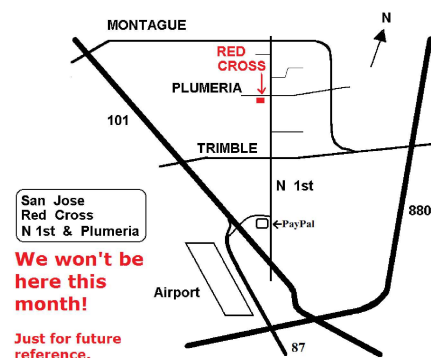 MONTAGUE
N
RED
CROSS
PLUMERIA
101
TRIMBLE
N 1st
880
San Jose
Red Cross
N 1st & Plumeria
←PayPal
We won't be
here this
month!
Airport
Just for future
reference.
87